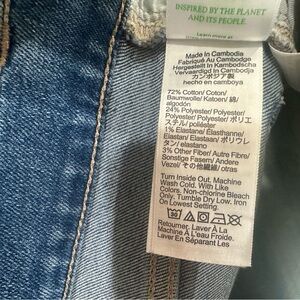 INSPIRED BY THE PLANET
AND ITS PEOPLE.
Learn more at
Made In Cambodia
Fabriqué Au Cambodge
Hergestellt In Kambodscha
Vervaardigd In Cambodja
カンボジア製
hecho en camboya
72% Cotton/ Coton/
Baumwolle/ Katoen/ 綿/
algodón
24% Polyester/ Polyester/
Polyester/ Polyester/ ポリエ
ステル/ poliéster
1% Elastane/ Élasthanne/
Elastan/ Elastaan/ ポリウレ
タン/ elastano
3% Other Fiber/ Autre Fibre/
Sonstige Fasern/ Andere
Vezel/ その他/ otras fibras
Turn Inside Out, Machine
Wash Cold. With Like
Colors. Non-chlorine Bleach
Only. Tumble Dry Low. Iron
On Lowest Setting.
Retourner, Laver À La
Machine À L'eau Froide.
Laver En Séparant Les